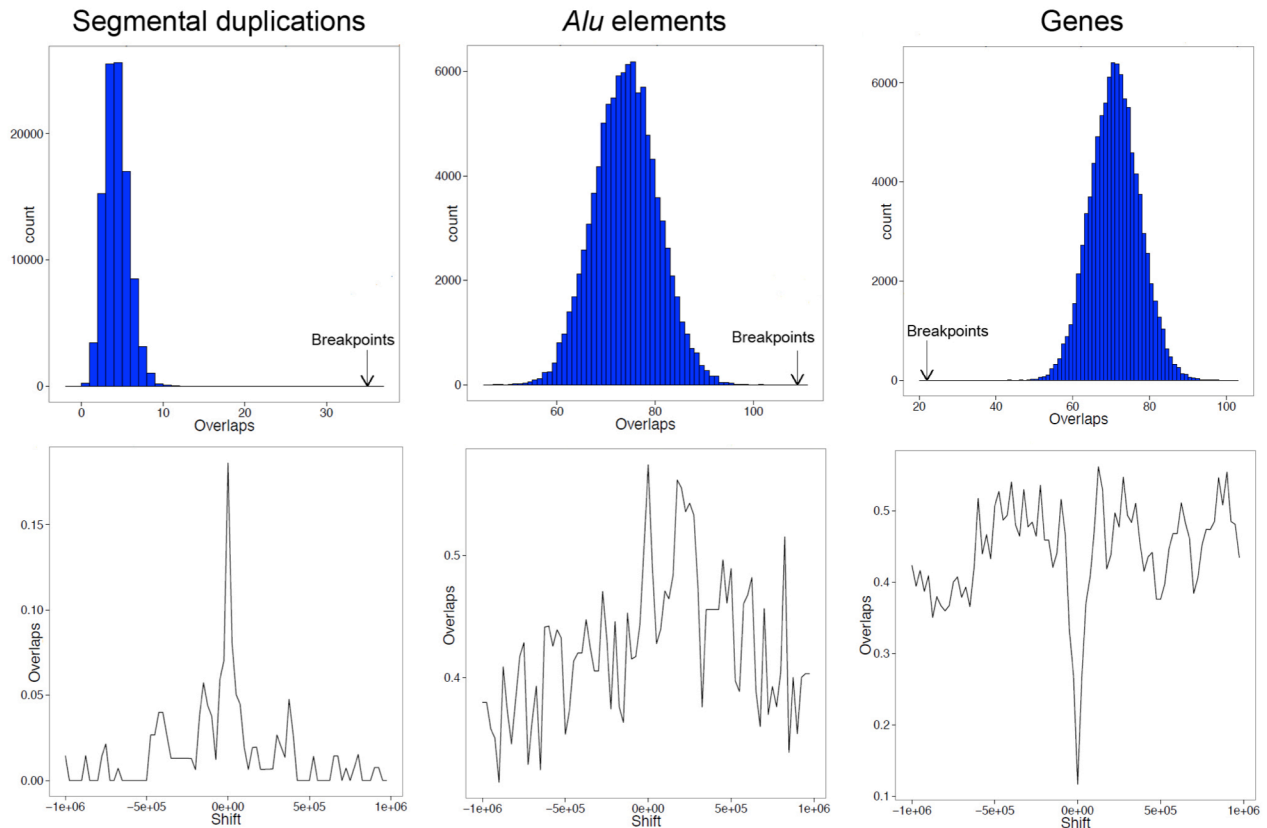 Segmental duplications
Alu elements
Genes
20000
10000
0
count
Breakpoints
0
10
20
30
Overlaps
6000
4000
2000
0
count
Breakpoints
60
80
100
Overlaps
6000
4000
2000
0
count
Breakpoints
20
40
60
80
100
Overlaps
0.15
0.10
0.05
0.00
Overlaps
−1e+06
−5e+05
0e+00
5e+05
1e+06
Shift
0.5
0.4
Overlaps
−1e+06
−5e+05
0e+00
5e+05
1e+06
Shift
0.5
0.4
0.3
0.2
0.1
Overlaps
−1e+06
−5e+05
0e+00
5e+05
1e+06
Shift